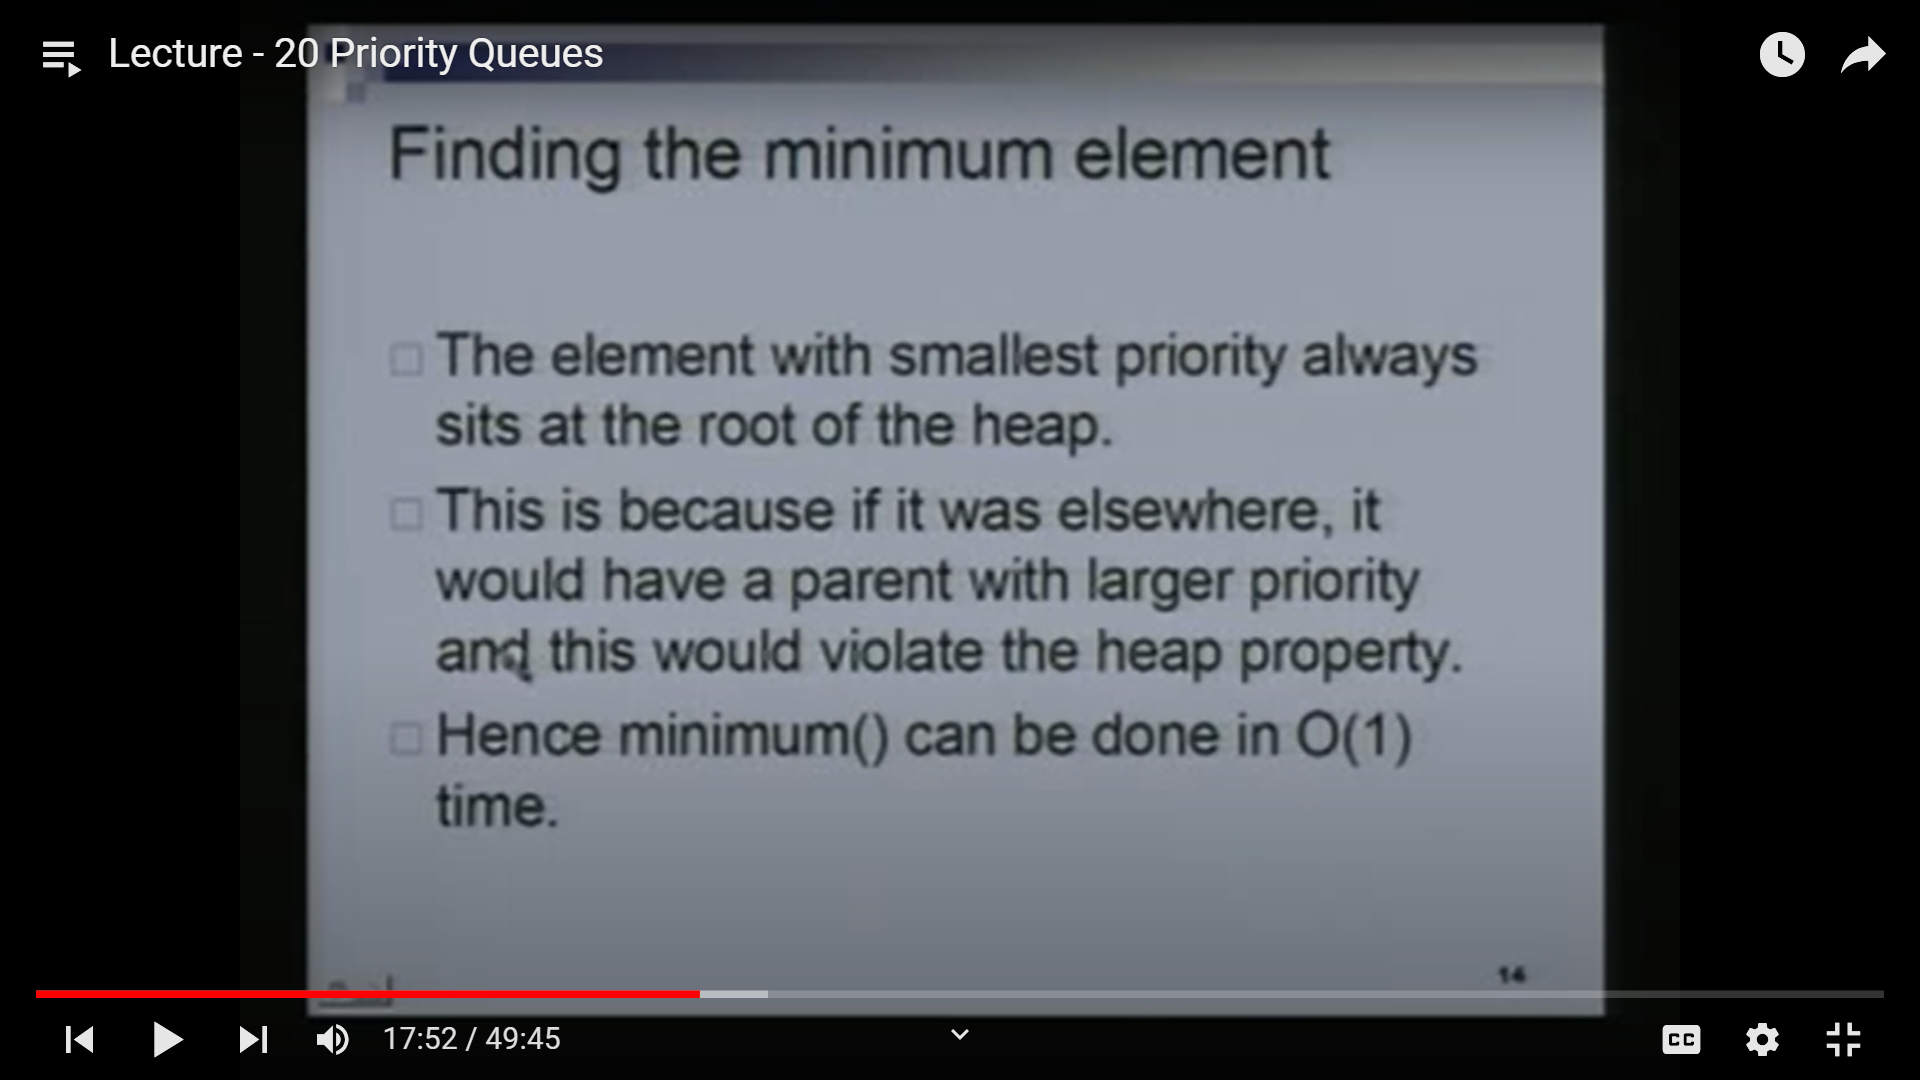 Lecture - 20 Priority Queues
Finding the minimum element
The element with smallest priority always
sits at the root of the heap.
This is because if it was elsewhere, it
would have a parent with larger priority
and this would violate the heap property.
Hence minimum() can be done in O(1)
time.
14
17:52 / 49:45
CC